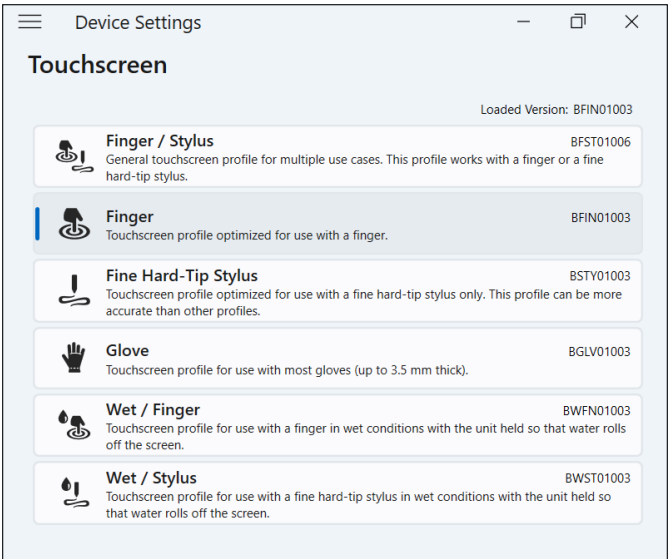 Device Settings
Touchscreen
Loaded Version: BFIN01003
Finger / Stylus
BFST01006
General touchscreen profile for multiple use cases. This profile works with a finger or a fine
hard-tip stylus.
Finger
BFIN01003
Touchscreen profile optimized for use with a finger.
Fine Hard-Tip Stylus
BSTY01003
Touchscreen profile optimized for use with a fine hard-tip stylus only. This profile can be more
accurate than other profiles.
Glove
BGLV01003
Touchscreen profile for use with most gloves (up to 3.5 mm thick).
Wet / Finger
BWFN01003
Touchscreen profile for use with a finger in wet conditions with the unit held so that water rolls
off the screen.
Wet / Stylus
BWST01003
Touchscreen profile for use with a fine hard-tip stylus in wet conditions with the unit held so
that water rolls off the screen.